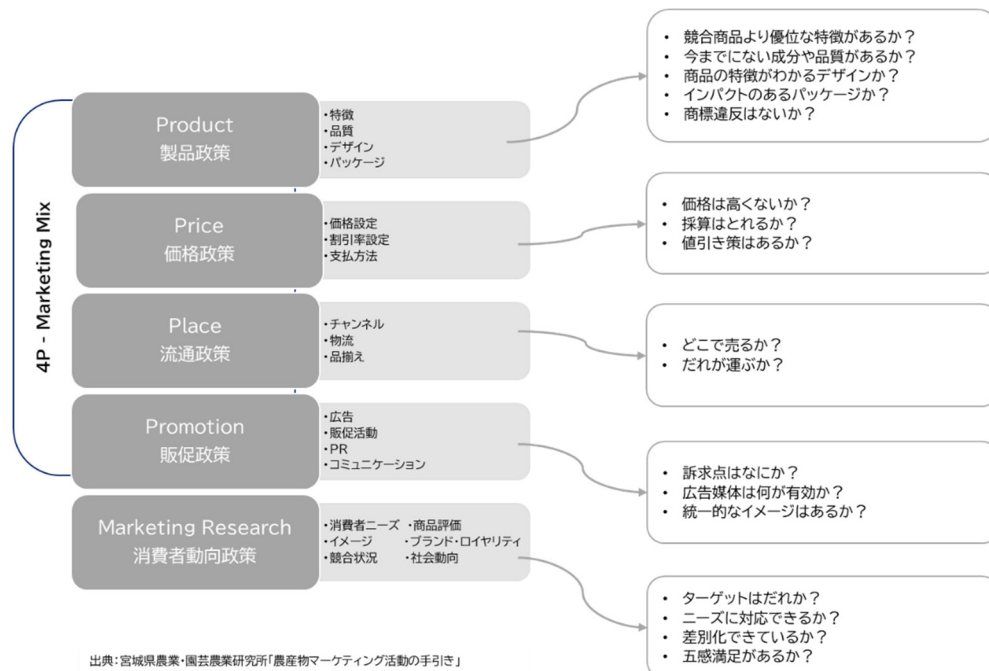 4P - Marketing Mix
Product
製品政策
・特徴
・品質
・デザイン
・パッケージ
・ 競合商品より優位な特徴があるか？
・ 今までにない成分や品質があるか？
・ 商品の特徴がわかるデザインか？
・ インパクトのあるパッケージか？
・ 商標違反はないか？
Price
価格政策
・価格設定
・割引率設定
・支払方法
・ 価格は高くないか？
・ 採算はとれるか？
・ 値引き策はあるか？
Place
流通政策
・チャンネル
・物流
・品揃え
・ どこで売るか？
・ だれが運ぶか？
Promotion
販促政策
・広告
・販促活動
・PR
・コミュニケーション
・ 訴求点はなにか？
・ 広告媒体は何が有効か？
・ 統一的なイメージはあるか？
Marketing Research
消費者動向政策
・消費者ニーズ ・商品評価
・イメージ ・ブランド・ロイヤリティ
・競合状況 ・社会動向
・ ターゲットはだれか？
・ ニーズに対応できるか？
・ 差別化できているか？
・ 五感満足があるか？
出典：宮城県農業・園芸農業研究所「農産物マーケティング活動の手引き」